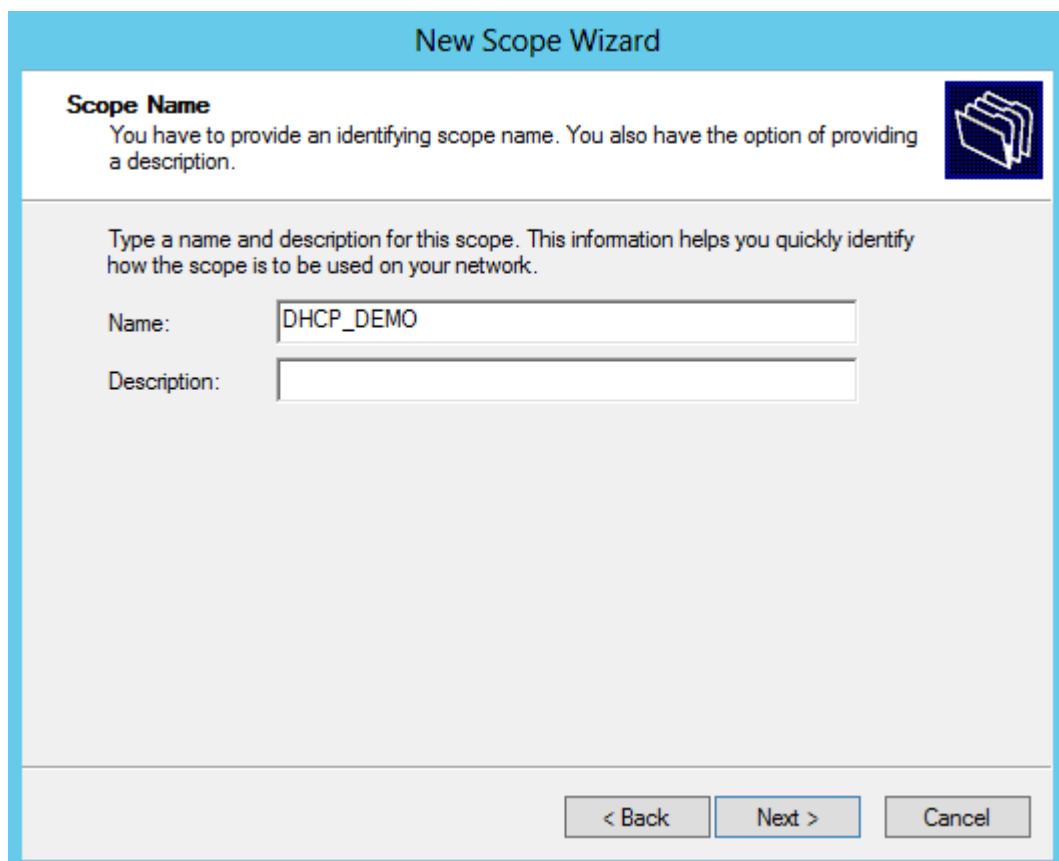 New Scope Wizard
Scope Name
You have to provide an identifying scope name. You also have the option of providing
a description.
Type a name and description for this scope. This information helps you quickly identify
how the scope is to be used on your network.
Name: DHCP_DEMO
Description:
< Back Next > Cancel